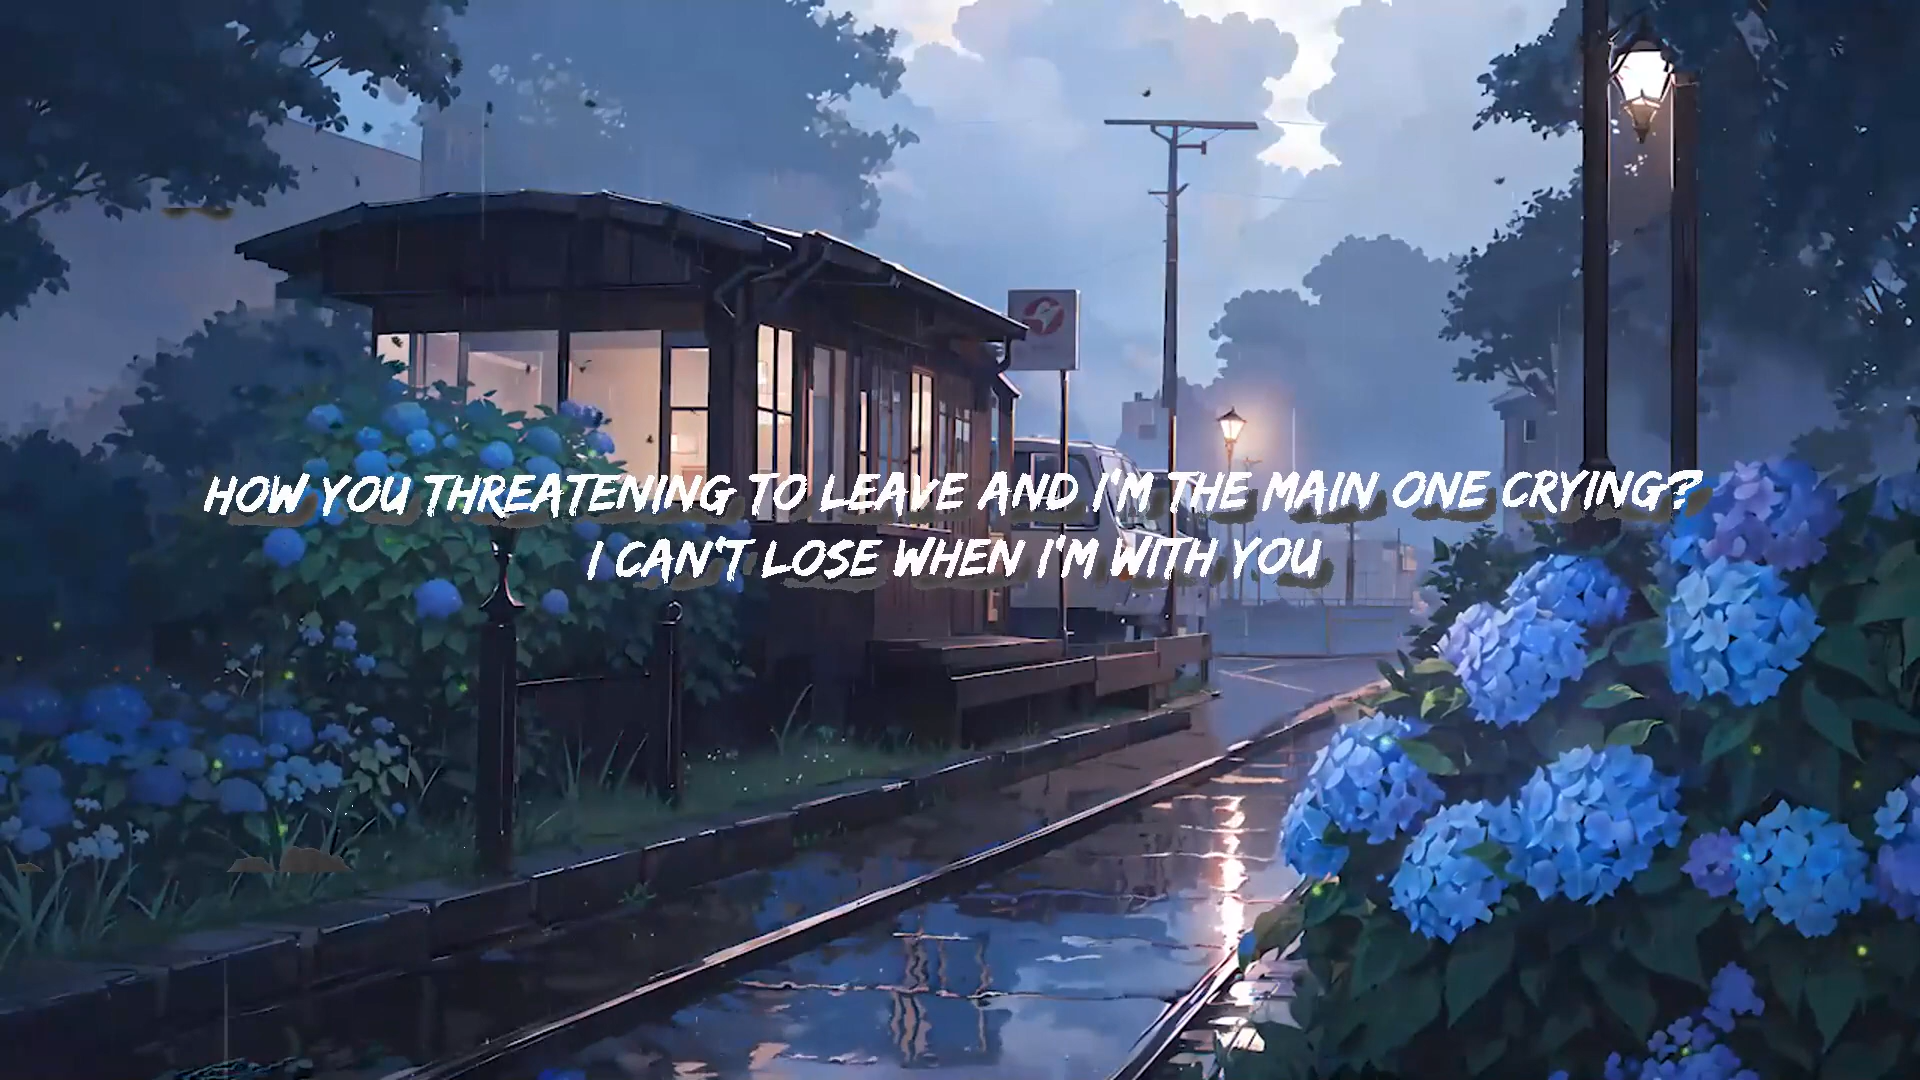 HOW YOU THREATENING TO LEAVE AND I'M THE MAIN ONE CRYING?
I CAN'T LOSE WHEN I'M WITH YOU